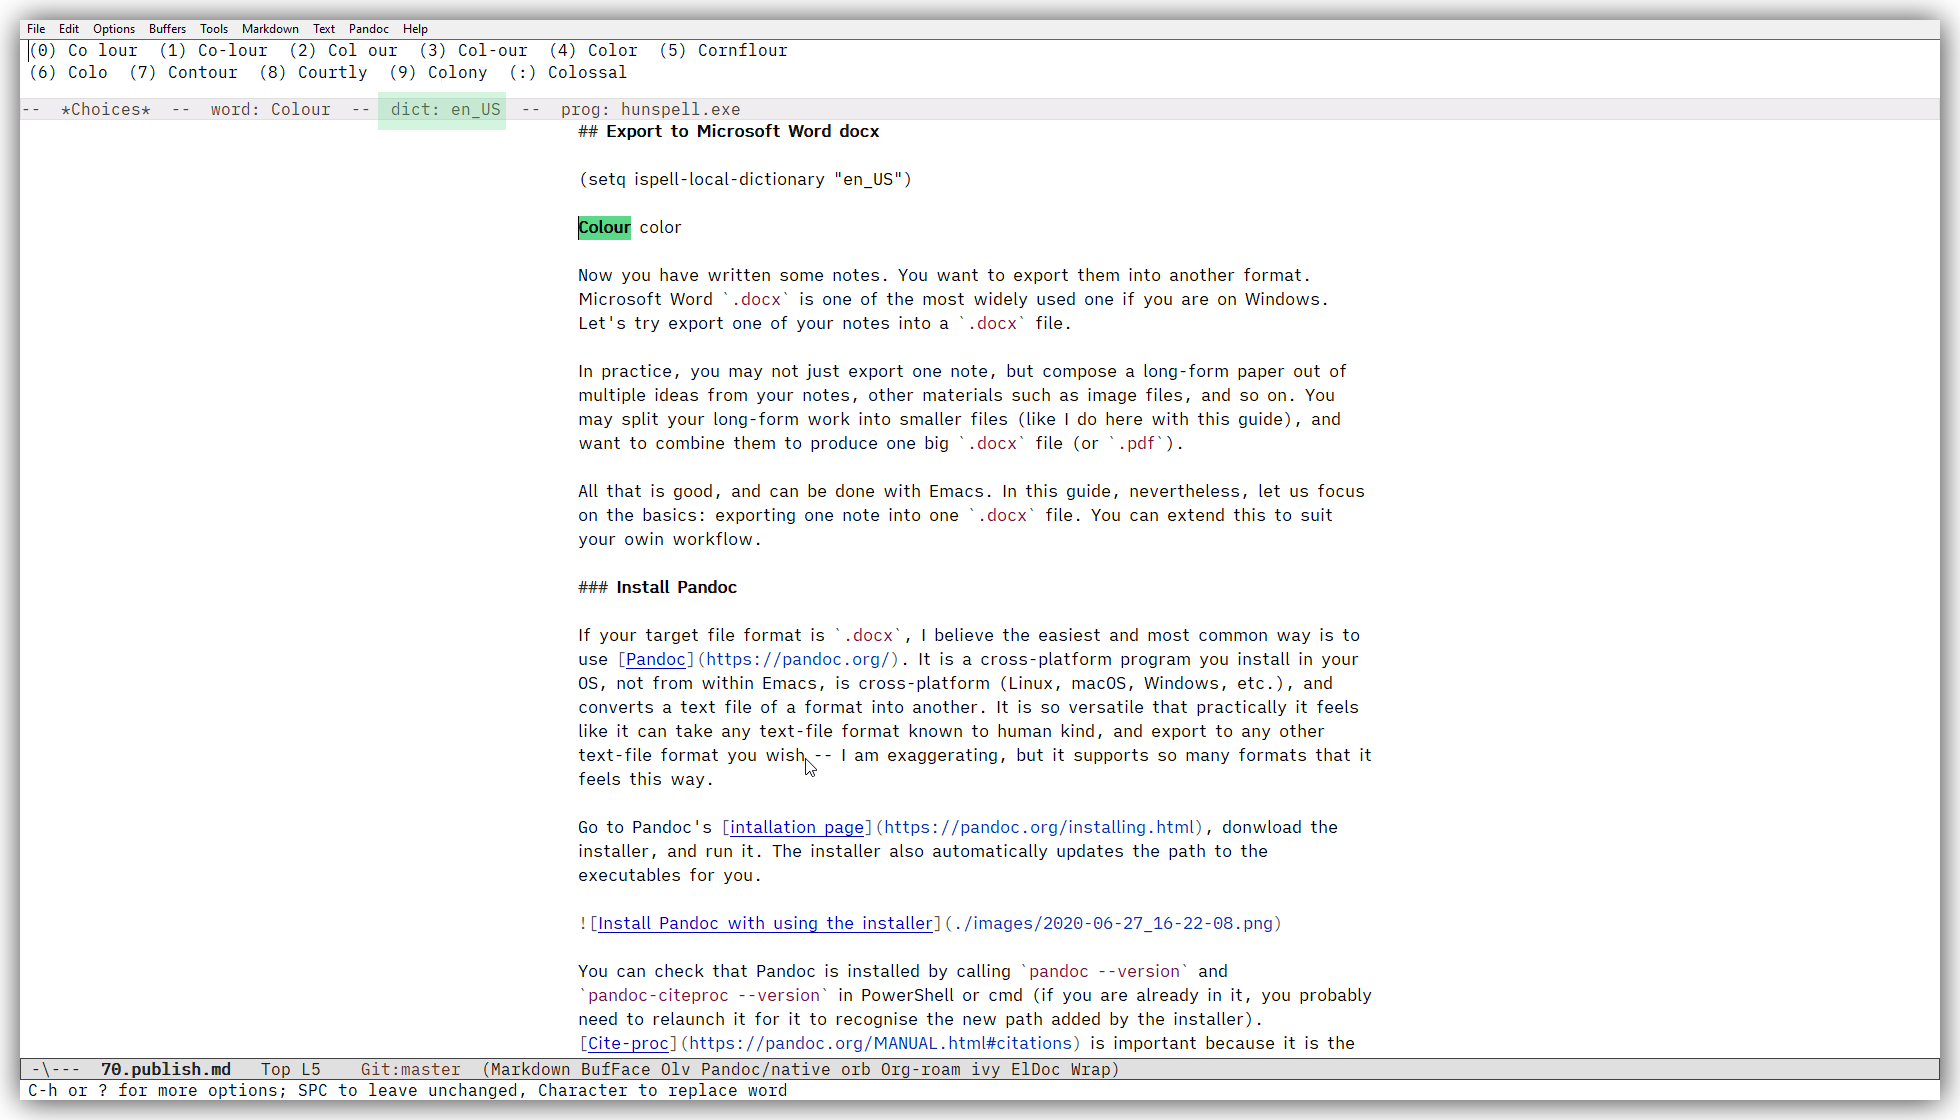 File Edit Options Buffers Tools Markdown Text Pandoc Help
(0) Co lour (1) Co-lour (2) Col our (3) Col-our (4) Color (5) Cornflour
(6) Colo (7) Contour (8) Courtly (9) Colony (:) Colossal
-- *Choices* -- word: Colour -- dict: en_US -- prog: hunspell.exe
## Export to Microsoft Word docx
(setq ispell-local-dictionary "en_US")
Colour color
Now you have written some notes. You want to export them into another format.
Microsoft Word `.docx` is one of the most widely used one if you are on Windows.
Let's try export one of your notes into a `.docx` file.
In practice, you may not just export one note, but compose a long-form paper out of
multiple ideas from your notes, other materials such as image files, and so on. You
may split your long-form work into smaller files (like I do here with this guide), and
want to combine them to produce one big `.docx` file (or `.pdf`).
All that is good, and can be done with Emacs. In this guide, nevertheless, let us focus
on the basics: exporting one note into one `.docx` file. You can extend this to suit
your owin workflow.
### Install Pandoc
If your target file format is `.docx`, I believe the easiest and most common way is to
use [Pandoc](https://pandoc.org/). It is a cross-platform program you install in your
OS, not from within Emacs, is cross-platform (Linux, macOS, Windows, etc.), and
converts a text file of a format into another. It is so versatile that practically it feels
like it can take any text-file format known to human kind, and export to any other
text-file format you wish -- I am exaggerating, but it supports so many formats that it
feels this way.
Go to Pandoc's [intallation page](https://pandoc.org/installing.html), donwload the
installer, and run it. The installer also automatically updates the path to the
executables for you.
![Install Pandoc with using the installer](./images/2020-06-27_16-22-08.png)
You can check that Pandoc is installed by calling `pandoc --version` and
`pandoc-citeproc --version` in PowerShell or cmd (if you are already in it, you probably
need to relaunch it for it to recognise the new path added by the installer).
[Cite-proc](https://pandoc.org/MANUAL.html#citations) is important because it is the
-\--- 70.publish.md Top L5 Git:master (Markdown BufFace Olv Pandoc/native orb Org-roam ivy ElDoc Wrap)
C-h or ? for more options; SPC to leave unchanged, Character to replace word